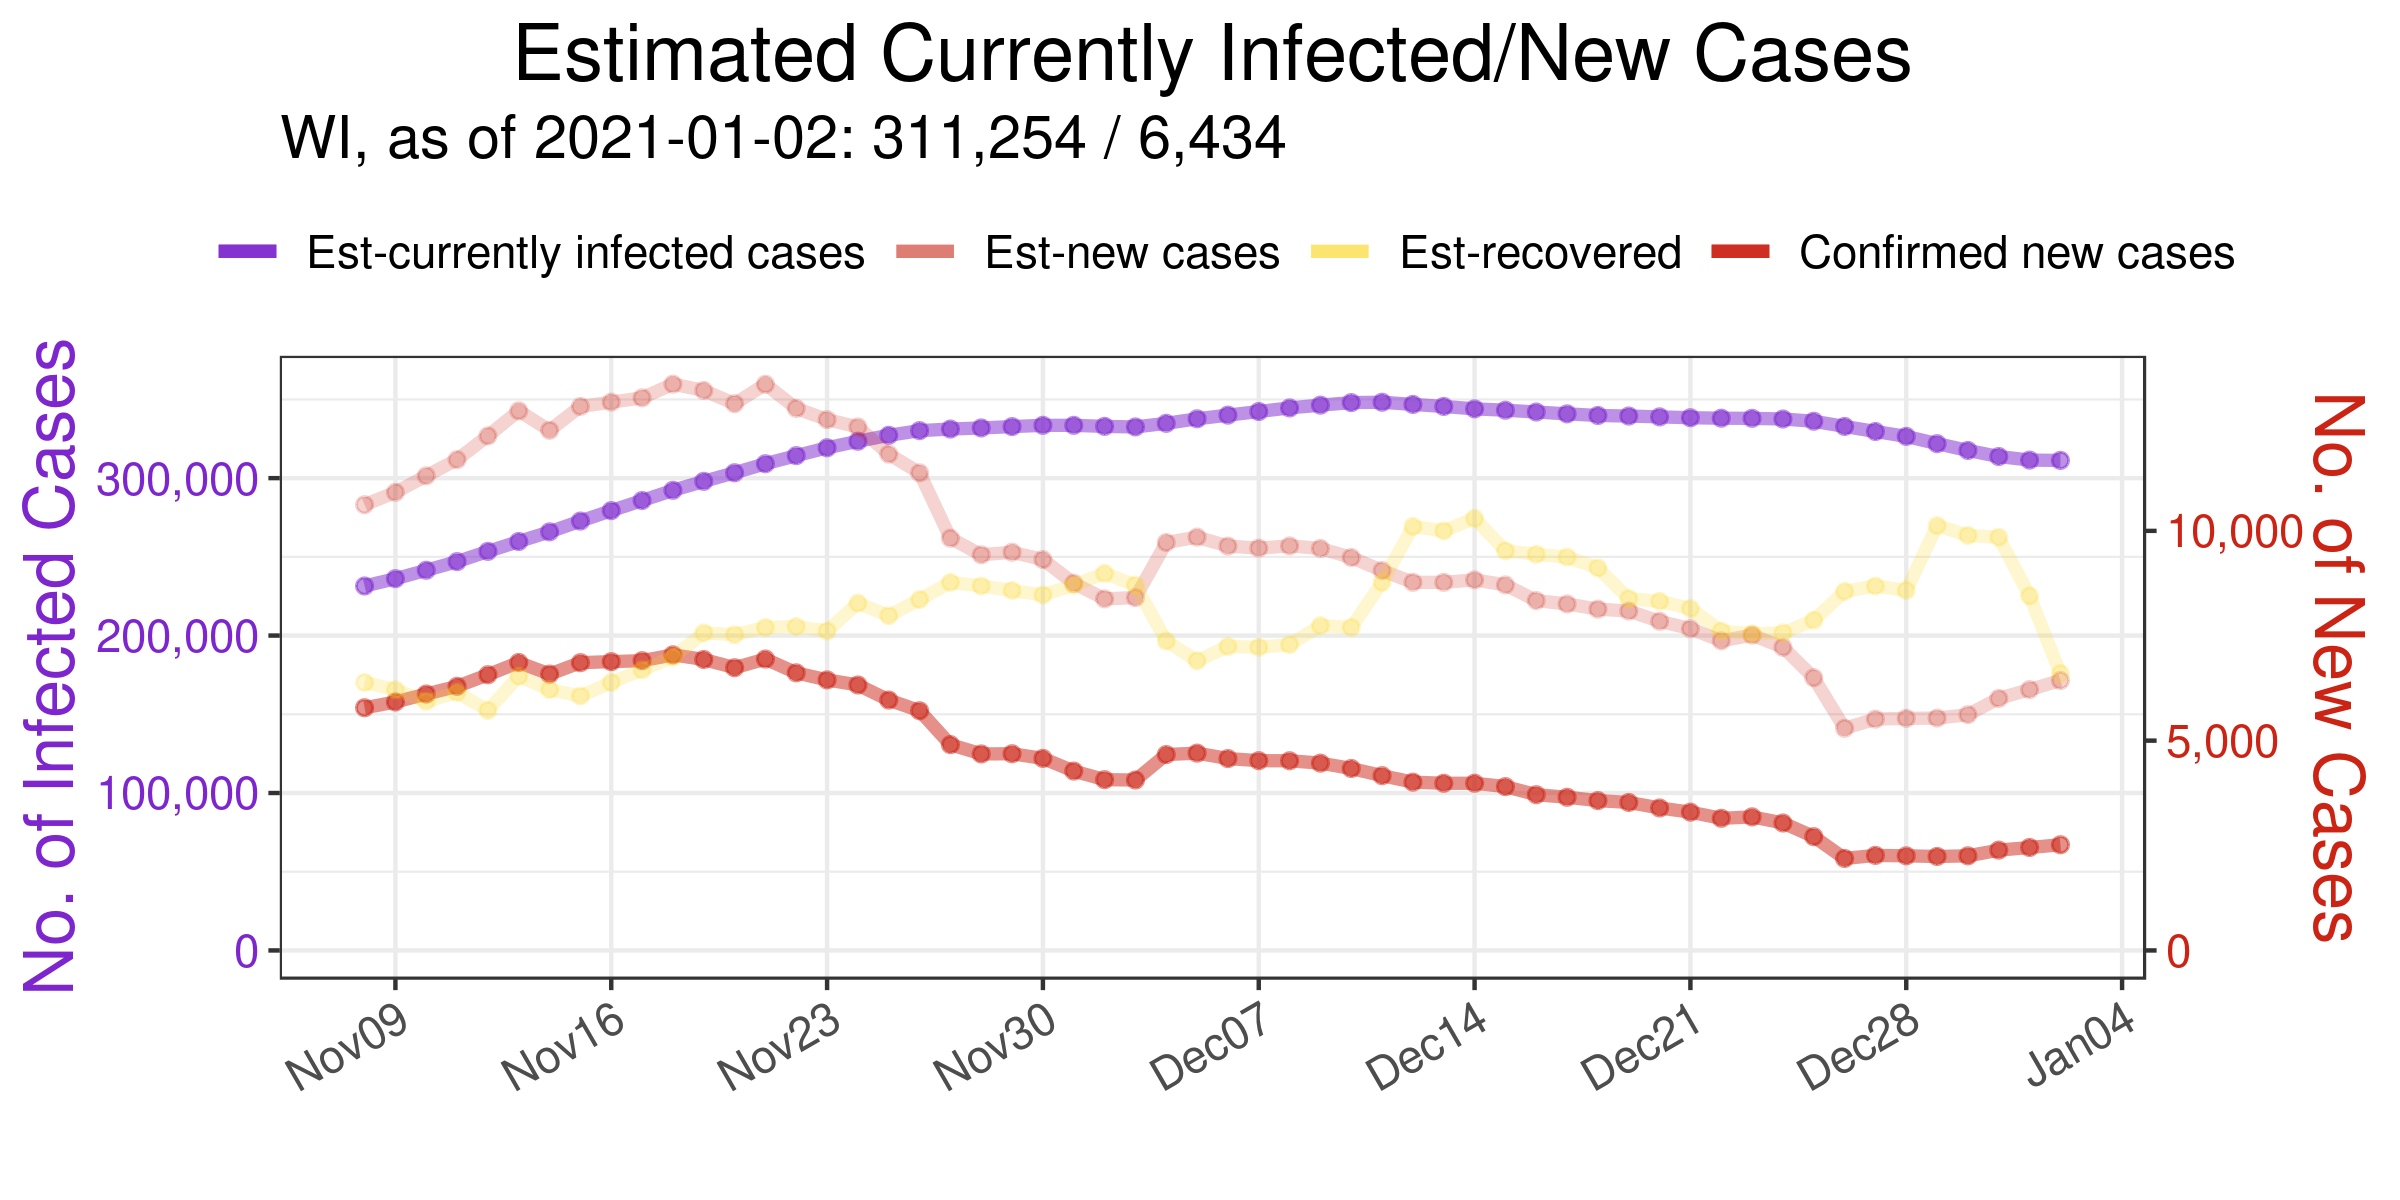 Estimated Currently Infected/New Cases
WI, as of 2021-01-02: 311,254 / 6,434
Est-currently infected cases Est-new cases Est-recovered Confirmed new cases
No. of Infected Cases
300,000
200,000
100,000
0
10,000
5,000
0
No. of New Cases
Nov09 Nov16 Nov23 Nov30 Dec07 Dec14 Dec21 Dec28 Jan04